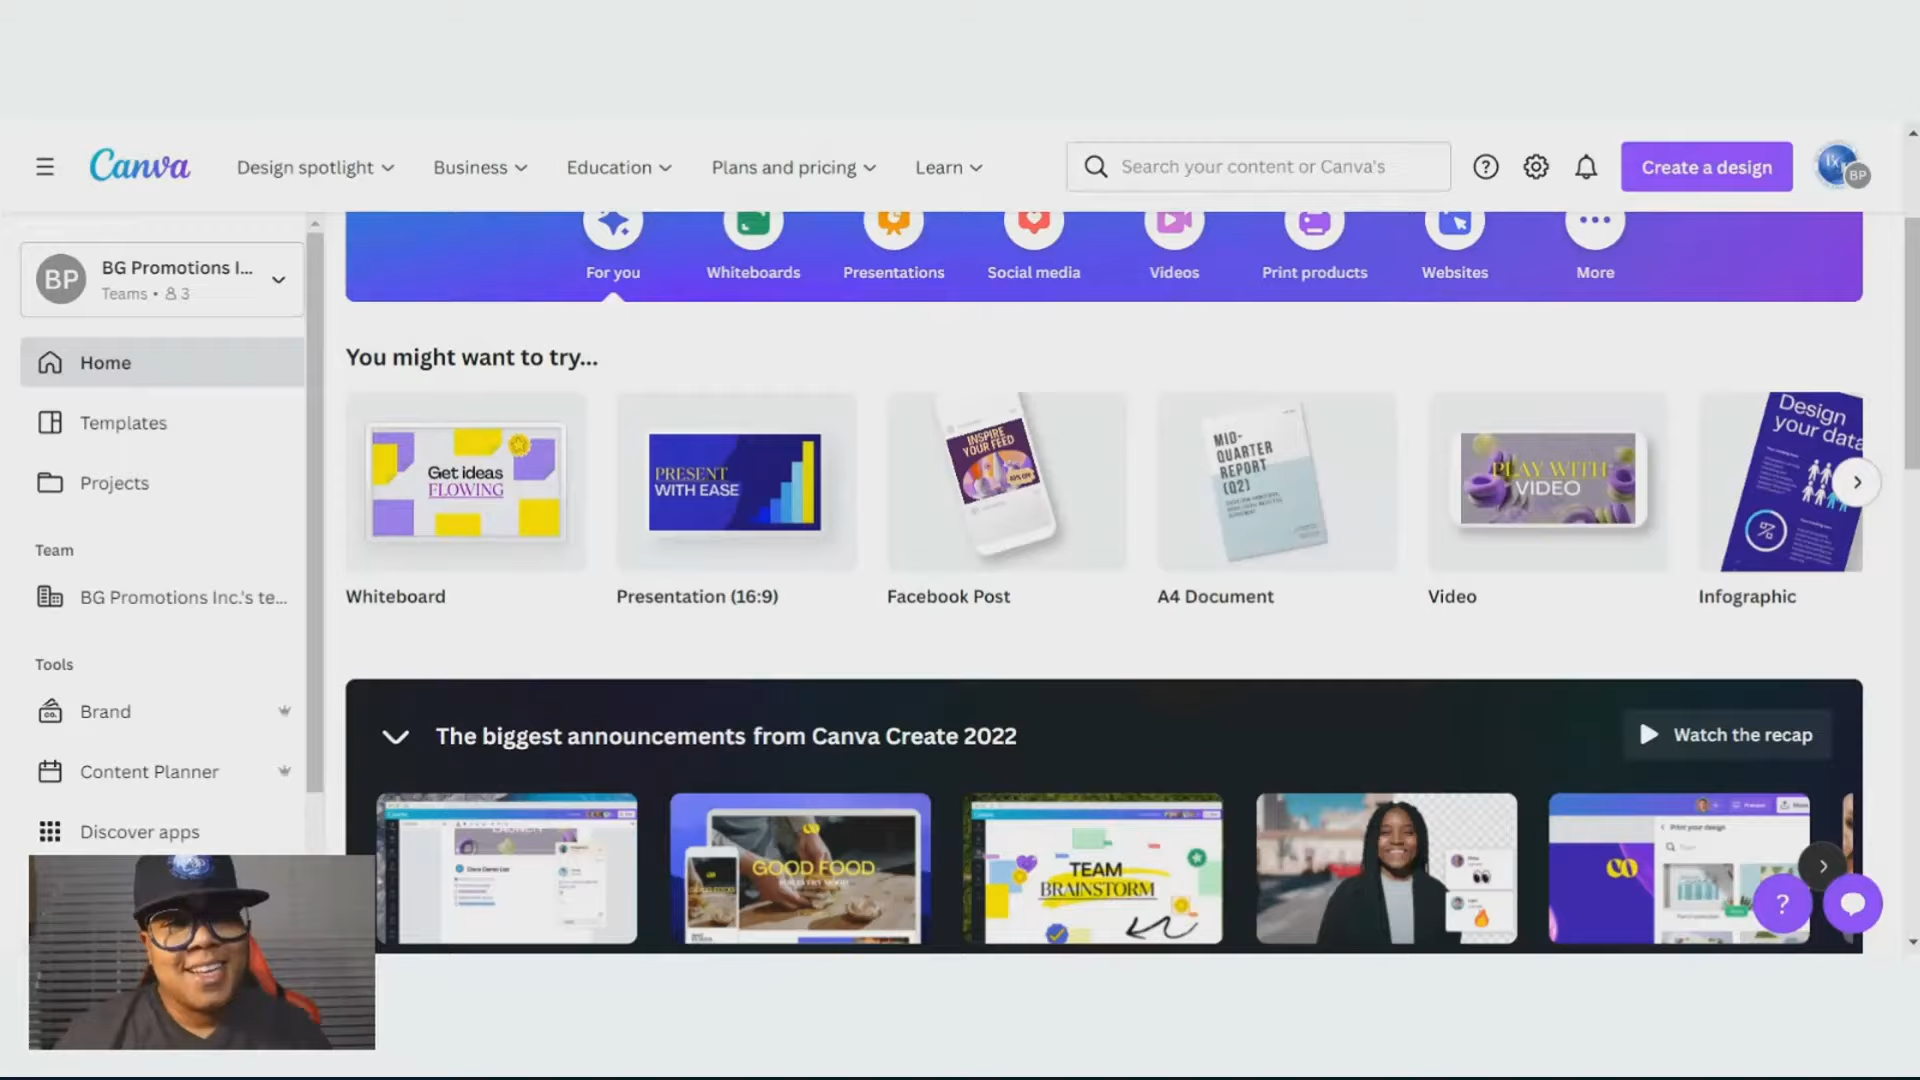 Canva
Design spotlight
Business
Education
Plans and pricing
Learn
Search your content or Canva's
Create a design
BP
BP
BG Promotions I...
Teams • 3
Home
Templates
Projects
Team
BG Promotions Inc.'s te...
Tools
Brand
Content Planner
Discover apps
For you
Whiteboards
Presentations
Social media
Videos
Print products
Websites
More
You might want to try...
Get ideas
FLOWING
PRESENT
WITH EASE
INSPIRE
YOUR FEED
MID-
QUARTER
REPORT
(Q2)
PLAY WITH
VIDEO
Design
your data
%
Whiteboard
Presentation (16:9)
Facebook Post
A4 Document
Video
Infographic
The biggest announcements from Canva Create 2022
Watch the recap
GOOD FOOD
TEAM
BRAINSTORM
Print your design
?